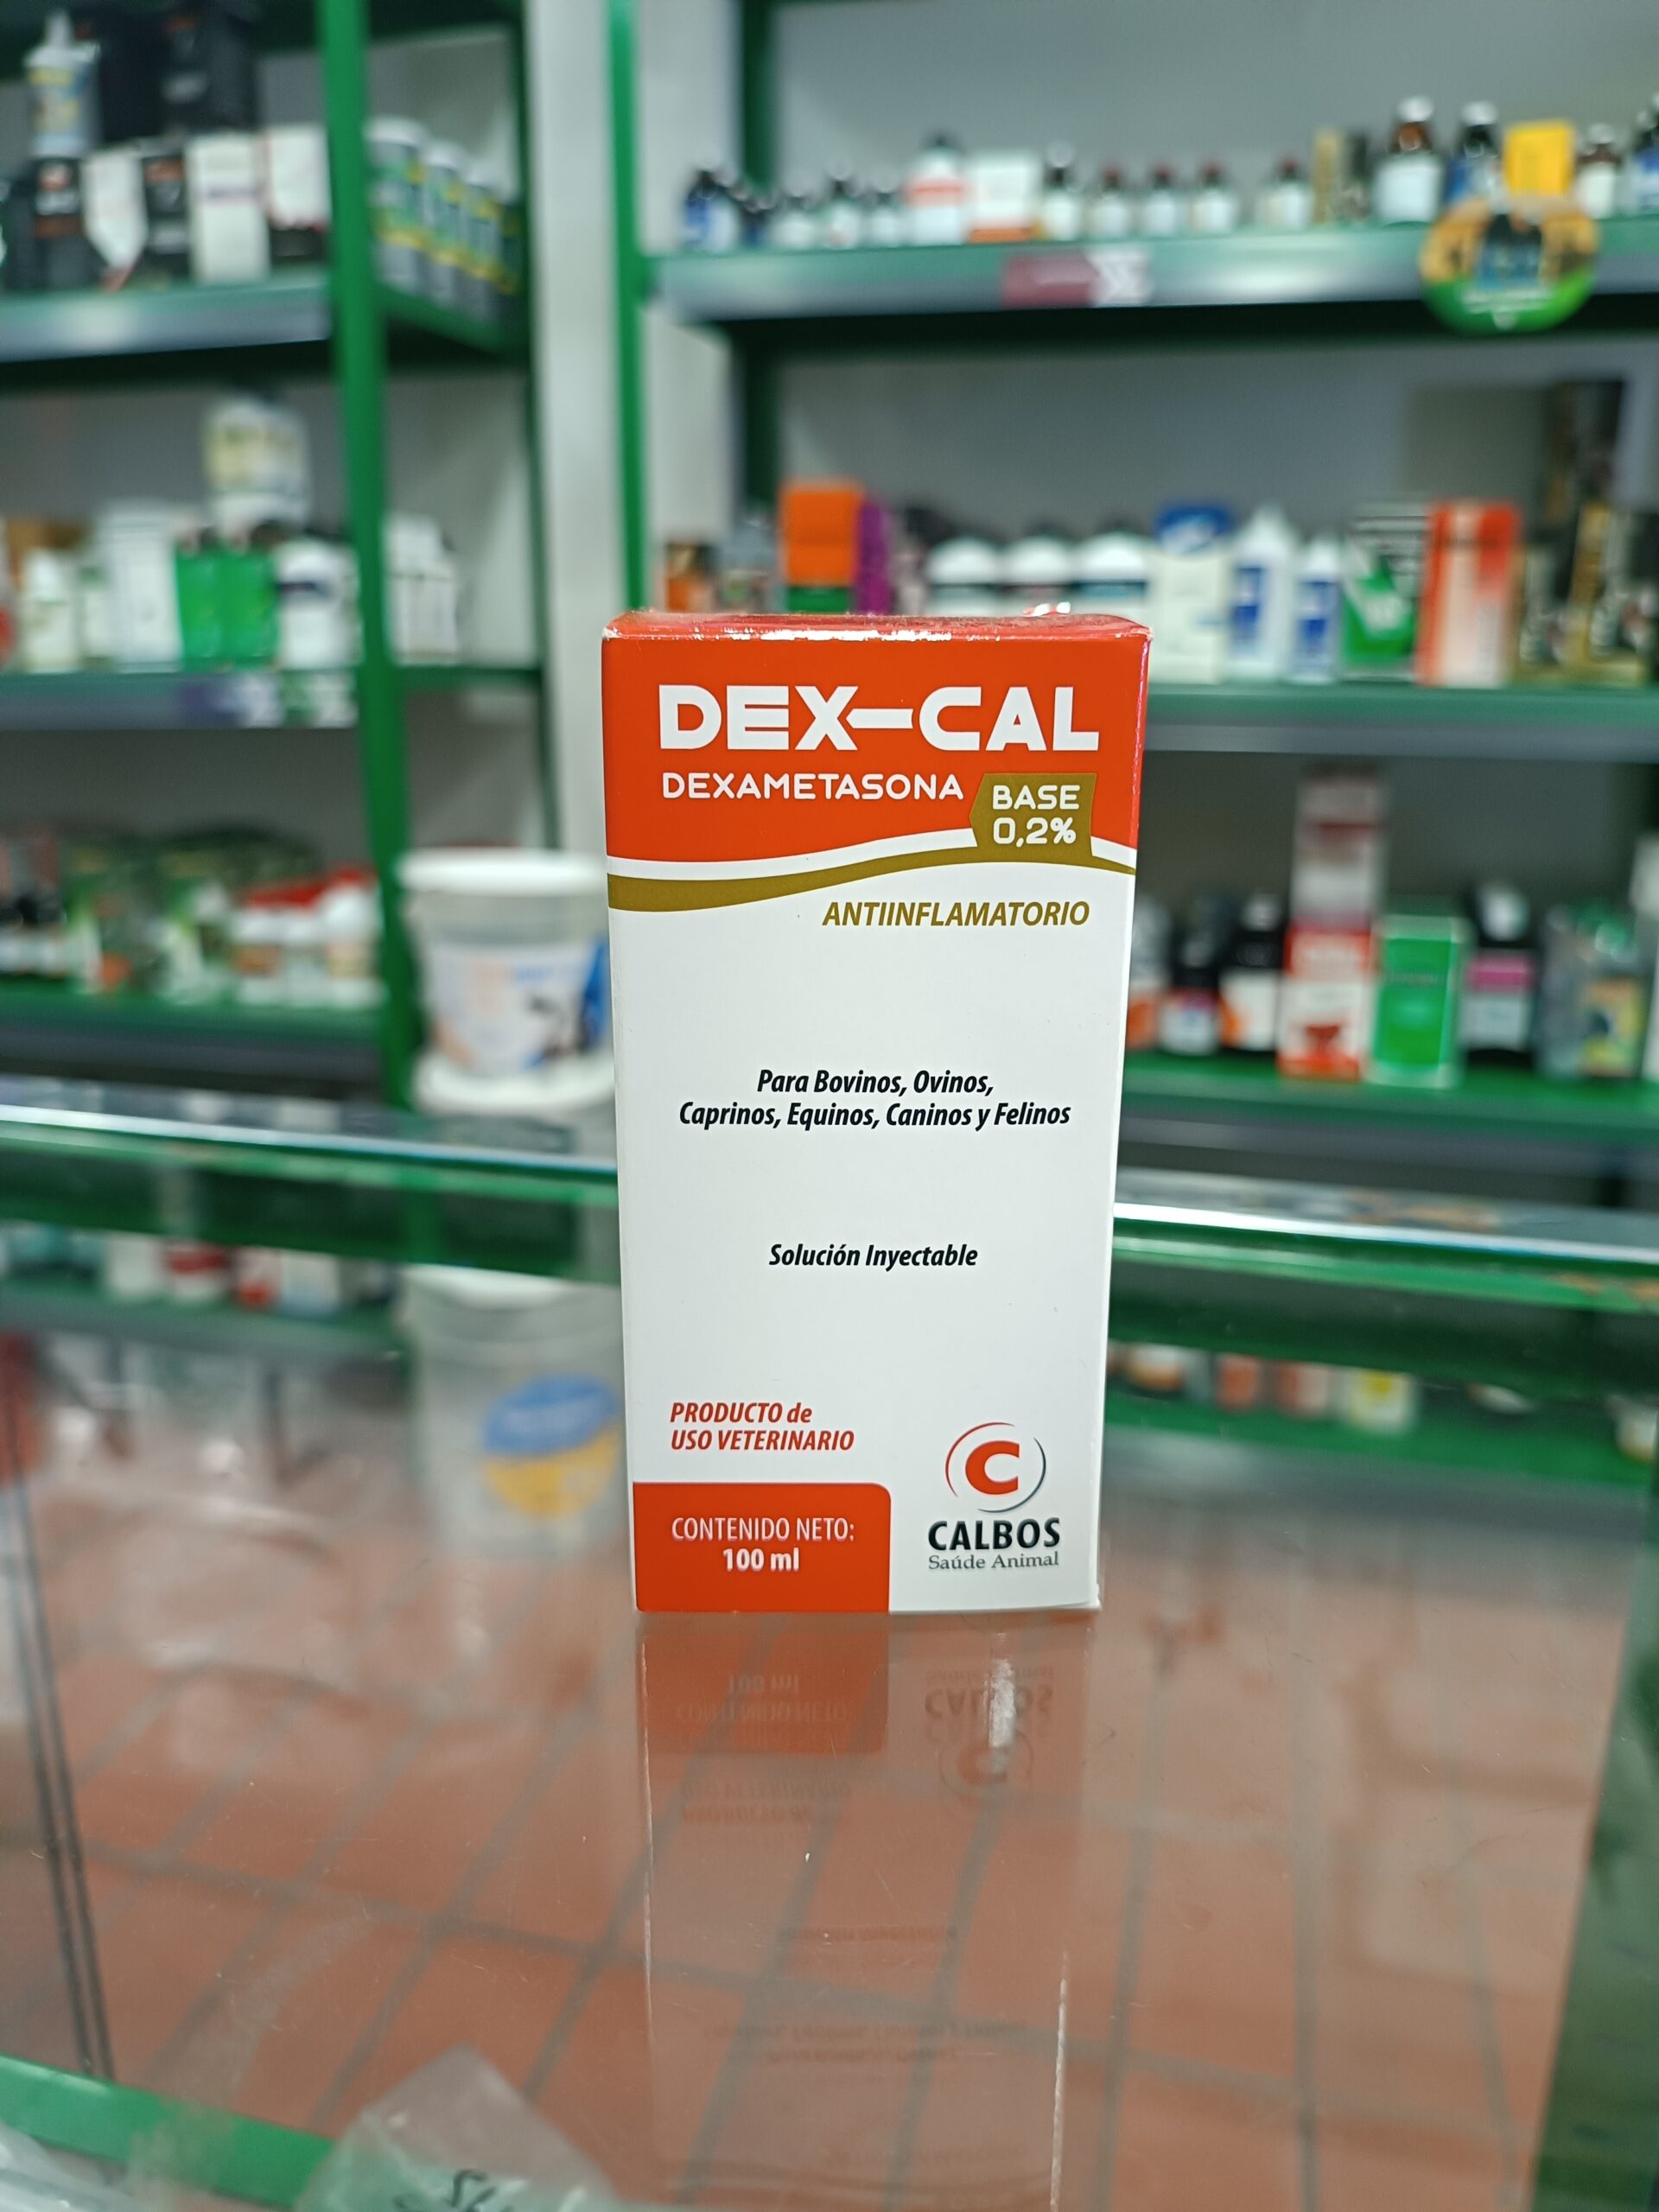 DEX-CAL
DEXAMETASONA
BASE
0,2%
ANTIINFLAMATORIO
Para Bovinos, Ovinos,
Caprinos, Equinos, Caninos y Felinos
Solución Inyectable
PRODUCTO de
USO VETERINARIO
CONTENIDO NETO:
100 ml
C
CALBOS
Saúde Animal